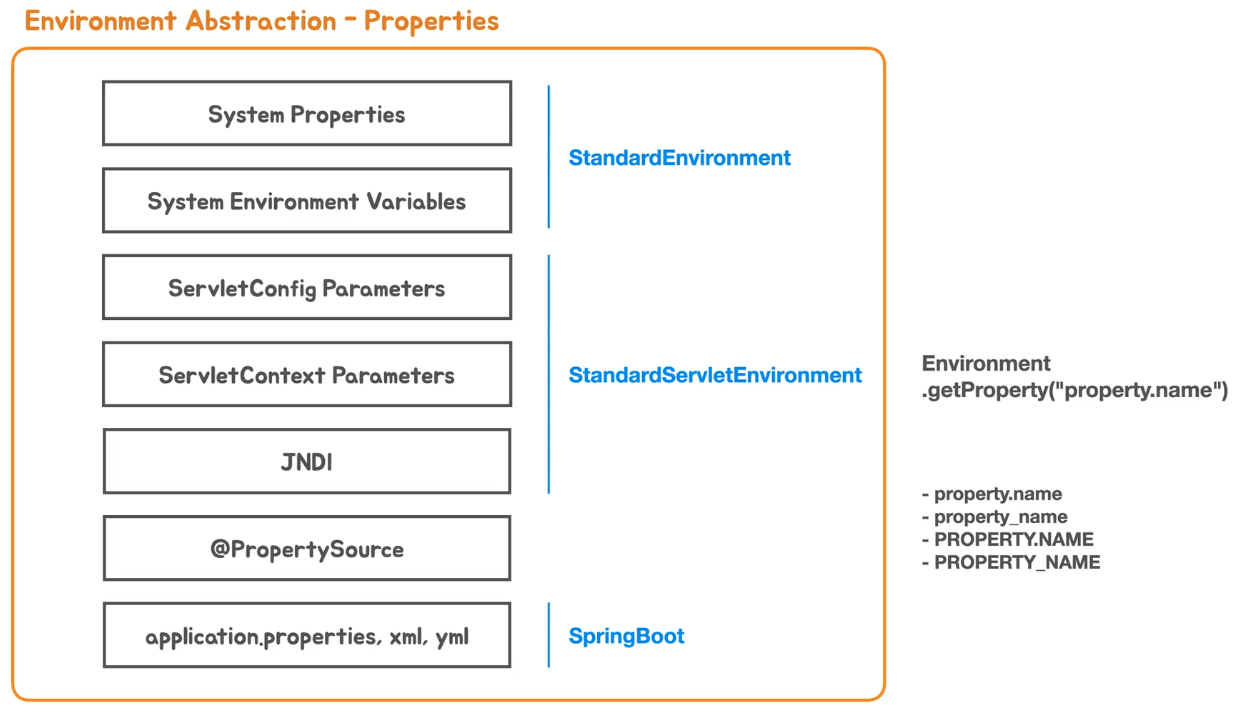 Environment Abstraction - Properties
System Properties
StandardEnvironment
System Environment Variables
ServletConfig Parameters
ServletContext Parameters
StandardServletEnvironment
JNDI
@PropertySource
application.properties, xml, yml
SpringBoot
Environment
.getProperty("property.name")
- property.name
- property_name
- PROPERTY.NAME
- PROPERTY_NAME